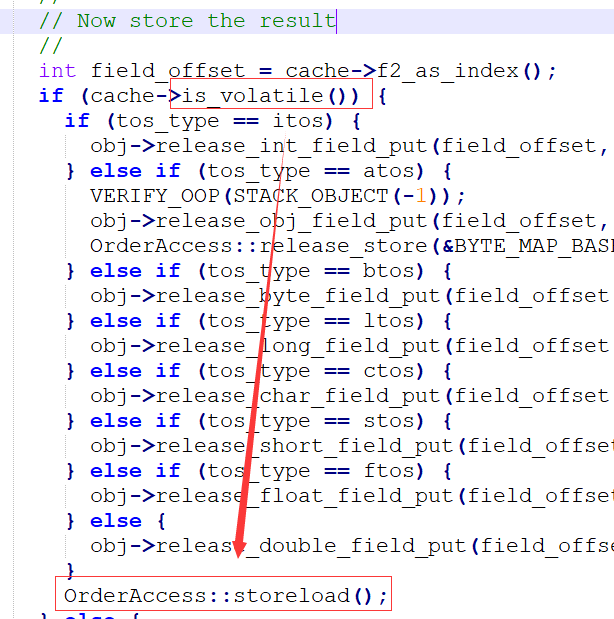 //
// Now store the result
//
int field_offset = cache->f2_as_index();
if (cache->is_volatile()) {
if (tos_type == itos) {
obj->release_int_field_put(field_offset,
} else if (tos_type == atos) {
VERIFY_OOP(STACK_OBJECT(-1));
obj->release_obj_field_put(field_offset,
OrderAccess::release_store(&BYTE_MAP_BASE
} else if (tos_type == btos) {
obj->release_byte_field_put(field_offset
} else if (tos_type == ltos) {
obj->release_long_field_put(field_offset
} else if (tos_type == ctos) {
obj->release_char_field_put(field_offset
} else if (tos_type == stos) {
obj->release_short_field_put(field_offset
} else if (tos_type == ftos) {
obj->release_float_field_put(field_offset
} else {
obj->release_double_field_put(field_offse
}
OrderAccess::storeload();
} else {